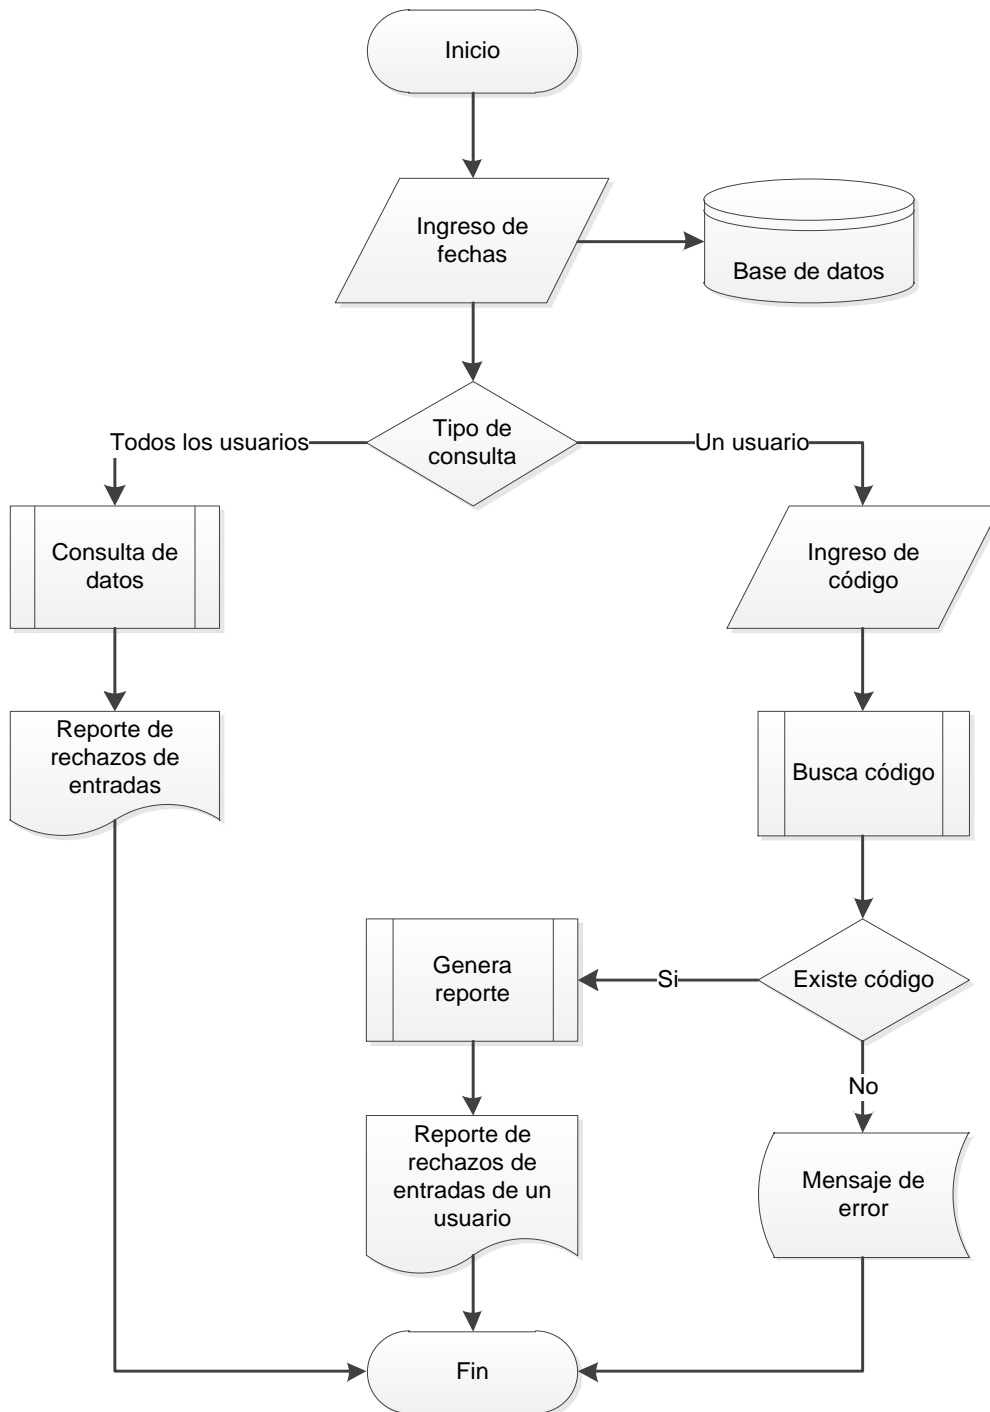 Inicio
Ingreso de
fechas
Base de datos
Tipo de
consulta
Todos los usuarios
Un usuario
Consulta de
datos
Ingreso de
código
Reporte de
rechazos de
entradas
Busca código
Genera
reporte
Si
Existe código
No
Reporte de
rechazos de
entradas de un
usuario
Mensaje de
error
Fin